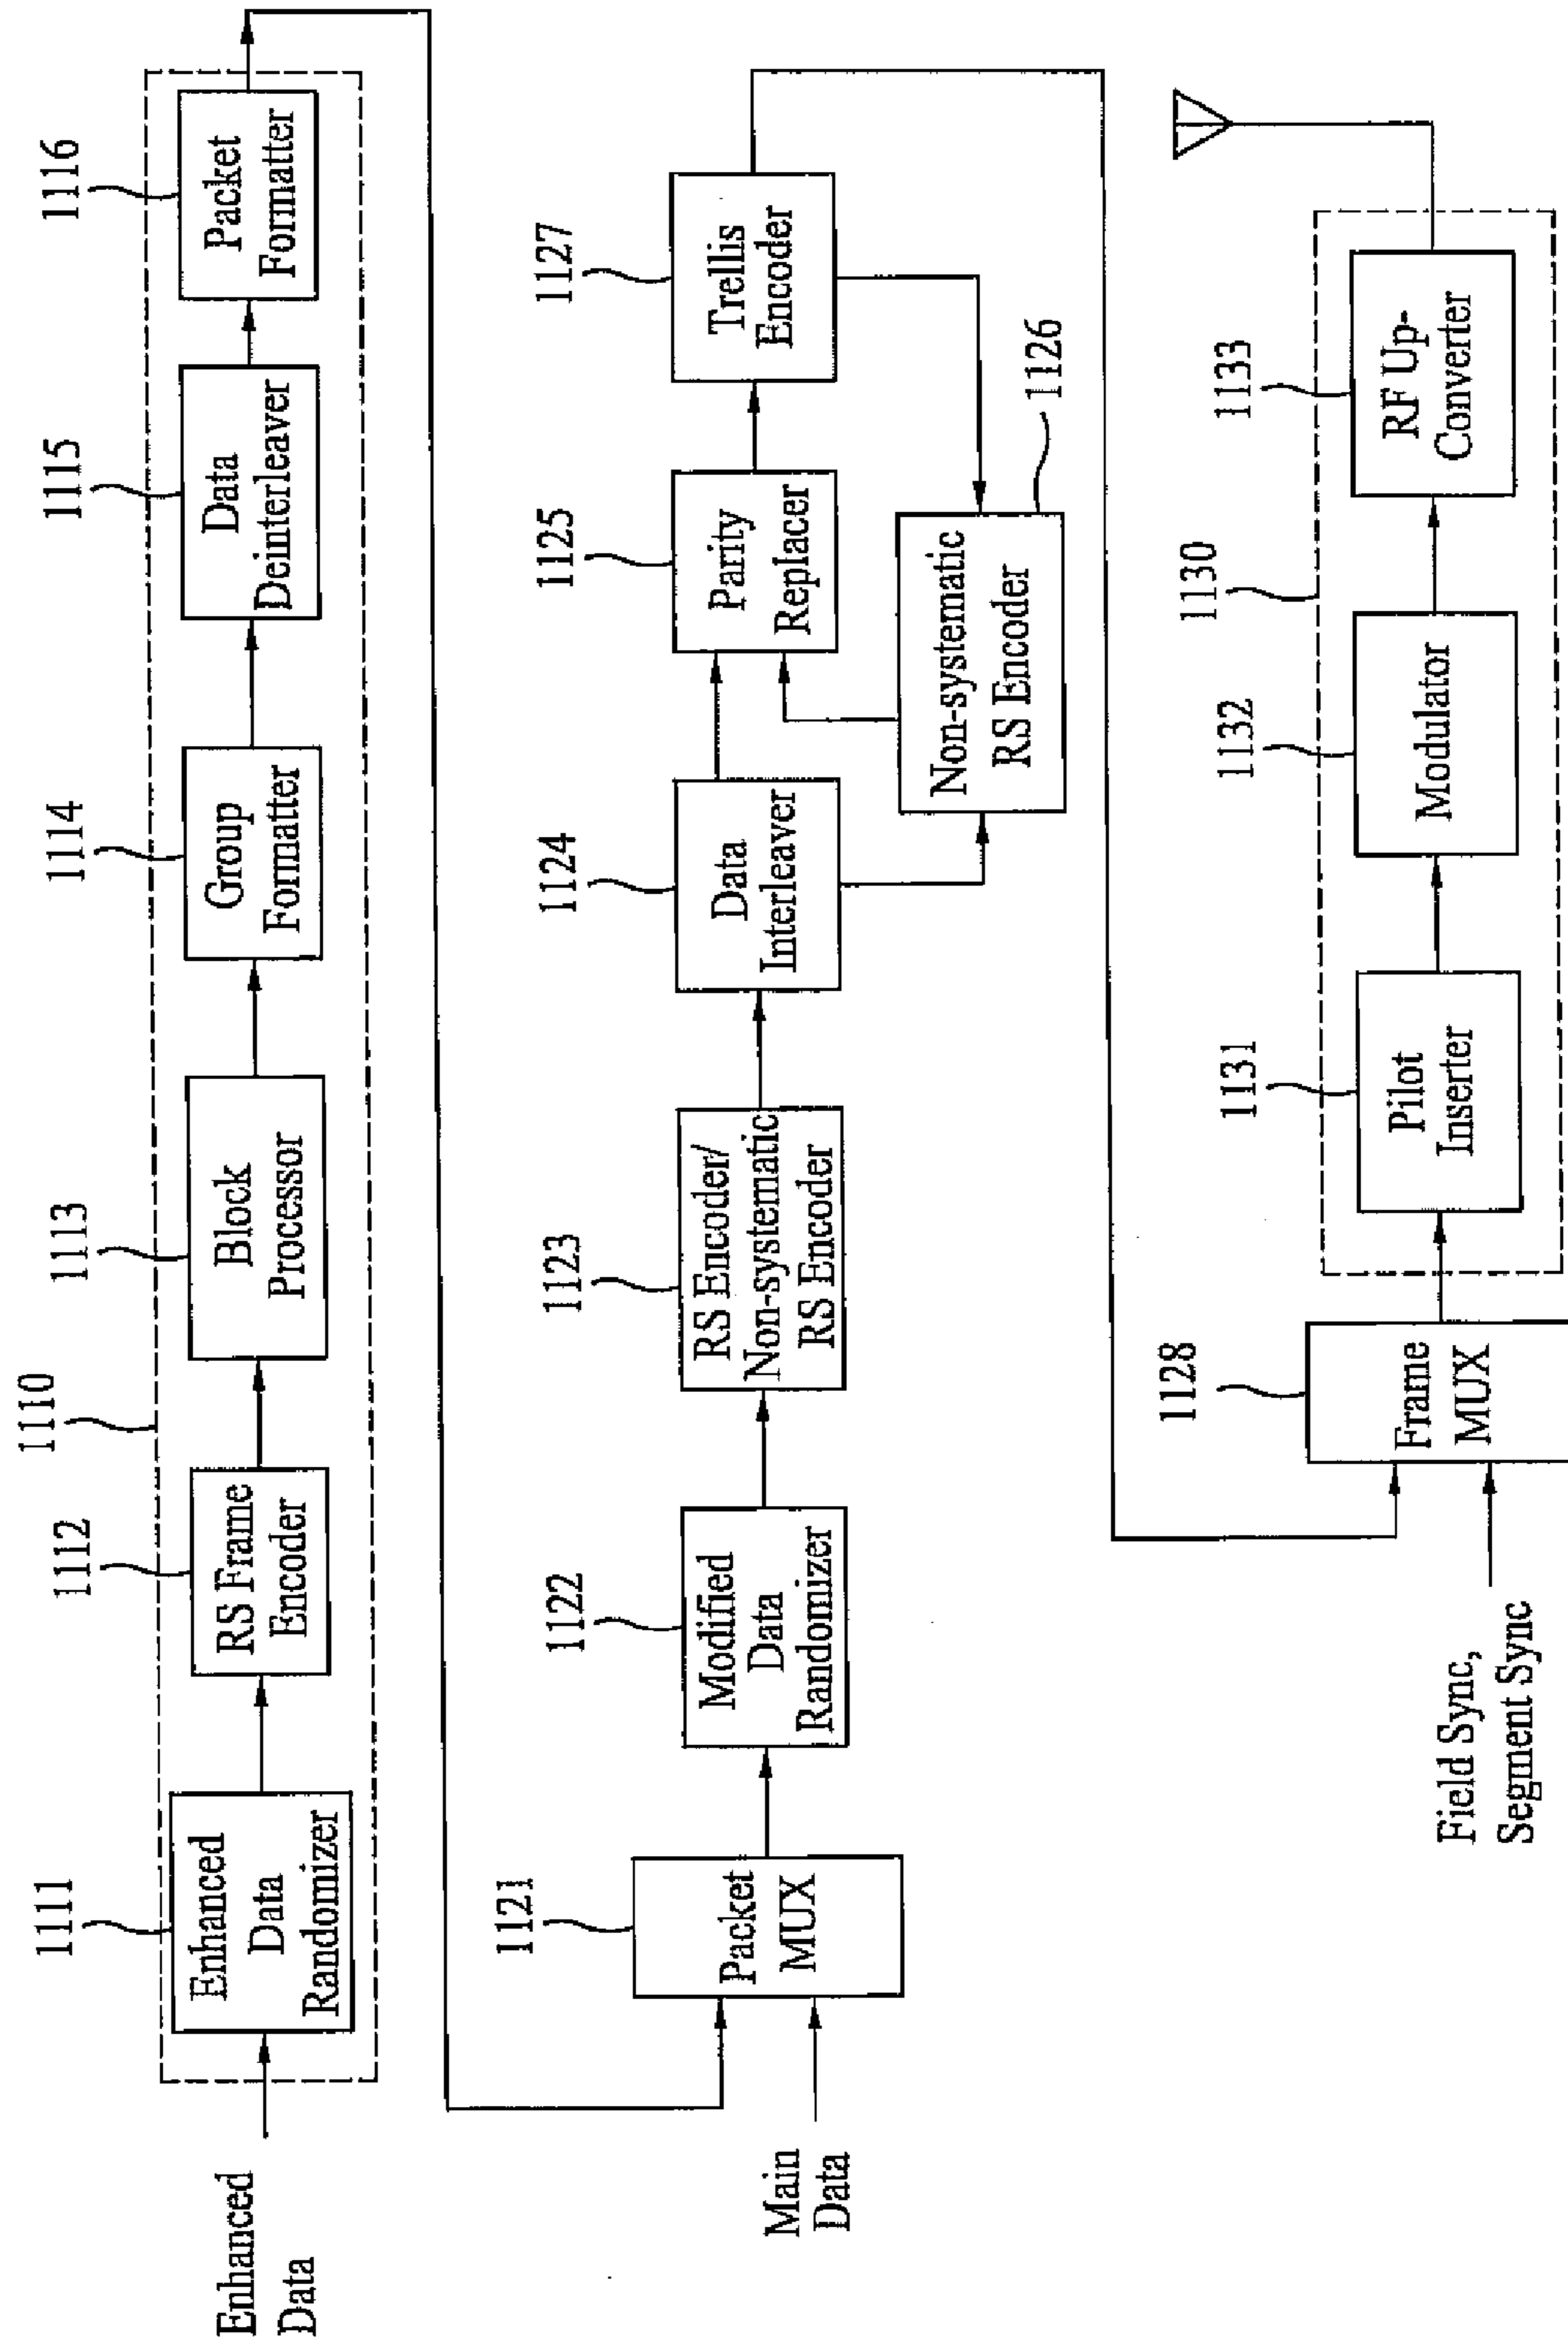 1110
1111
1112
1113
1114
1115
1116
Enhanced
Data
Enhanced
Data
Randomizer
RS Frame
Encoder
Block
Processor
Group
Formatter
Data
Deinterleaver
Packet
Formatter
1121
1122
1123
1124
1125
1127
Main
Data
Packet
MUX
Modified
Data
Randomizer
RS Encoder/
Non-systematic
RS Encoder
Data
Interleaver
Parity
Replacer
Trellis
Encoder
Non-systematic
RS Encoder
1126
1128
1130
1131
1132
1133
Field Sync,
Segment Sync
Frame
MUX
Pilot
Inserter
Modulator
RF Up-
Converter